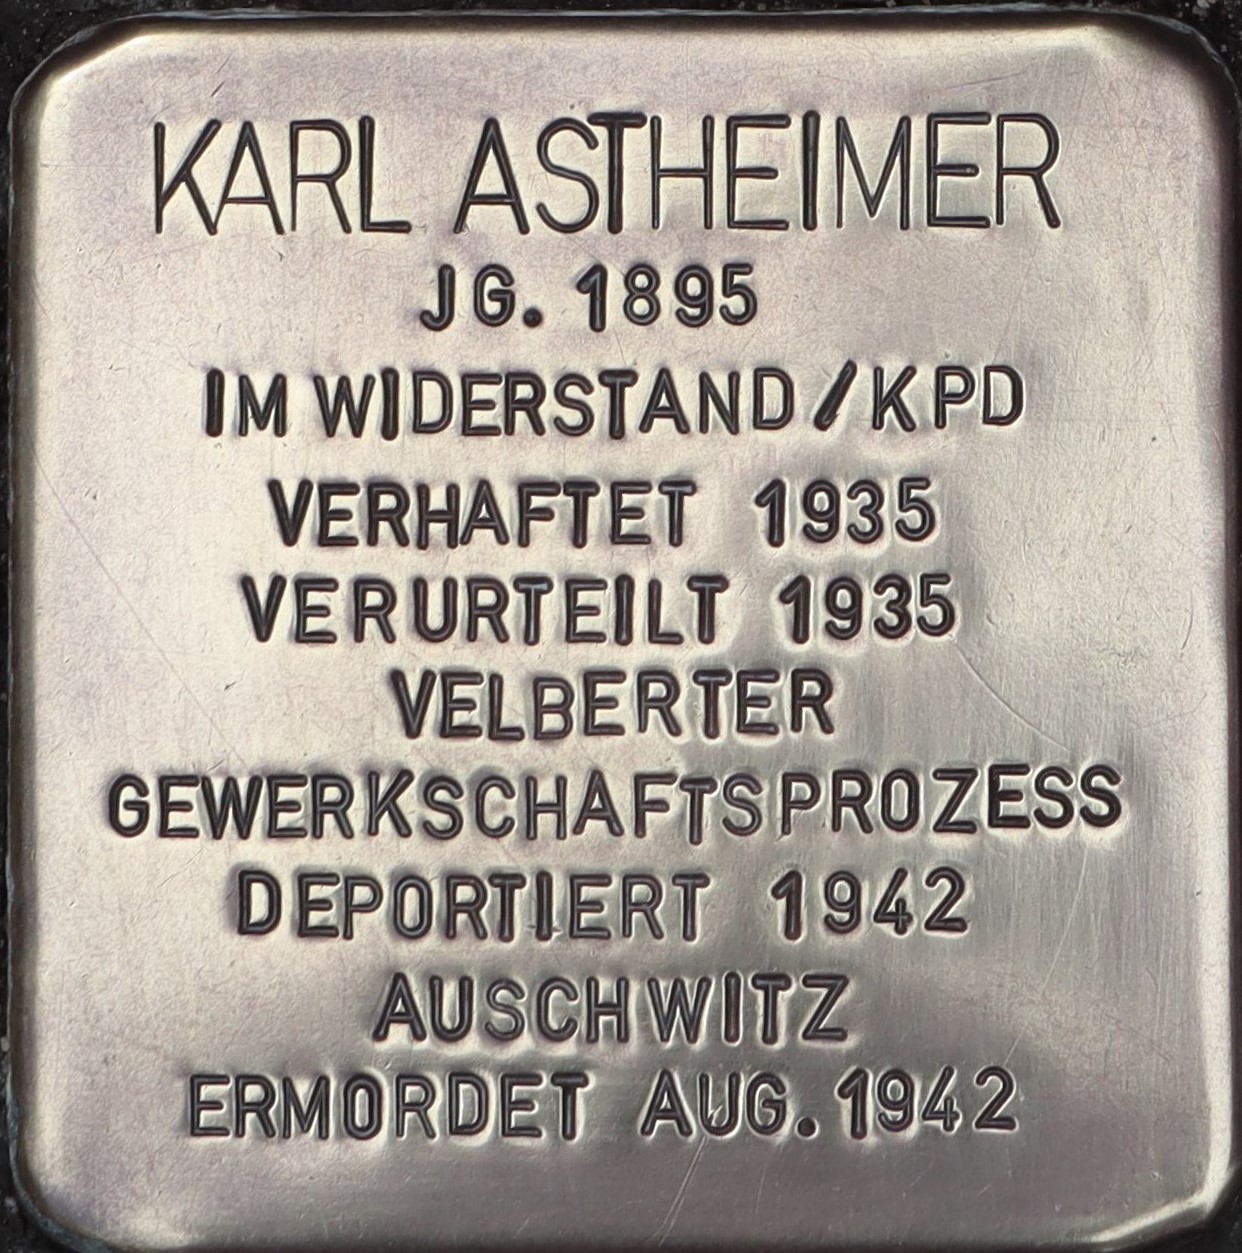 KARL ASTHEIMER
JG. 1895
IM WIDERSTAND/KPD
VERHAFTET 1935
VERURTEILT 1935
VELBERTER
GEWERKSCHAFTSPROZESS
DEPORTIERT 1942
AUSCHWITZ
ERMORDET AUG. 1942